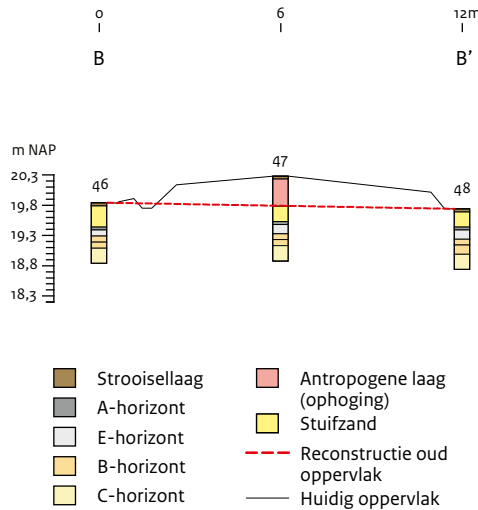 0 6 12m
B B’
m NAP
20,3
19,8
19,3
18,8
18,3
46 47 48
Strooisellaag
A-horizont
E-horizont
B-horizont
C-horizont
Antropogene laag
(ophoging)
Stuifzand
Reconstructie oud
oppervlak
Huidig oppervlak